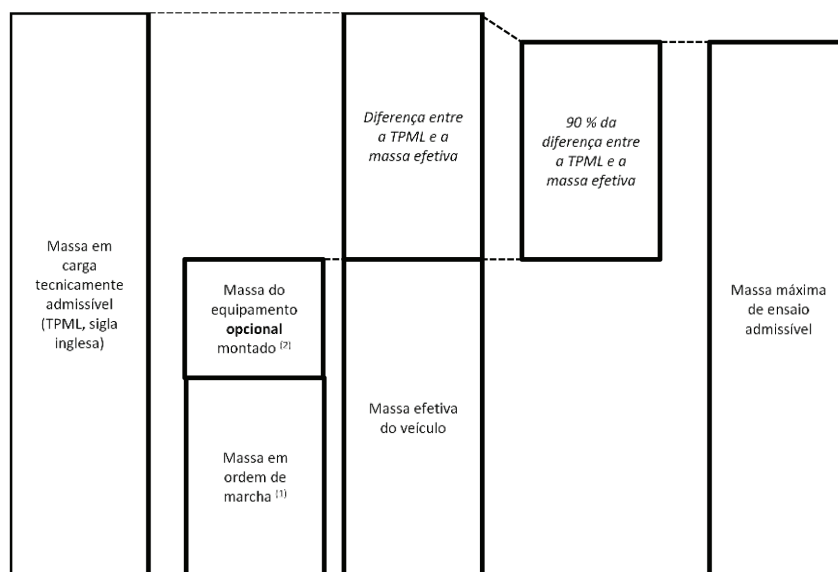 Massa em
carga
tecnicamente
admissível
(TPML, sigla
inglesa)
Massa do
equipamento
opcional
montado (2)
Massa em
ordem de
marcha (1)
Diferença entre
a TPML e a
massa efetiva
Massa efetiva
do veículo
90 % da
diferença entre
a TPML e a
massa efetiva
Massa máxima
de ensaio
admissível